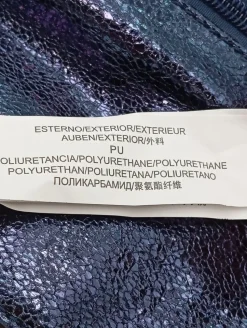 ESTERNO/EXTERIOR/EXTERIEUR
AUBEN/EXTERIOR/外料
PU
POLIURETANCIA/POLYURETHANE/POLYURETHANE
POLYURETHAN/POLIURETANA/POLIURETANO
ПОЛИКАРБАМИД/聚氨酯纤维